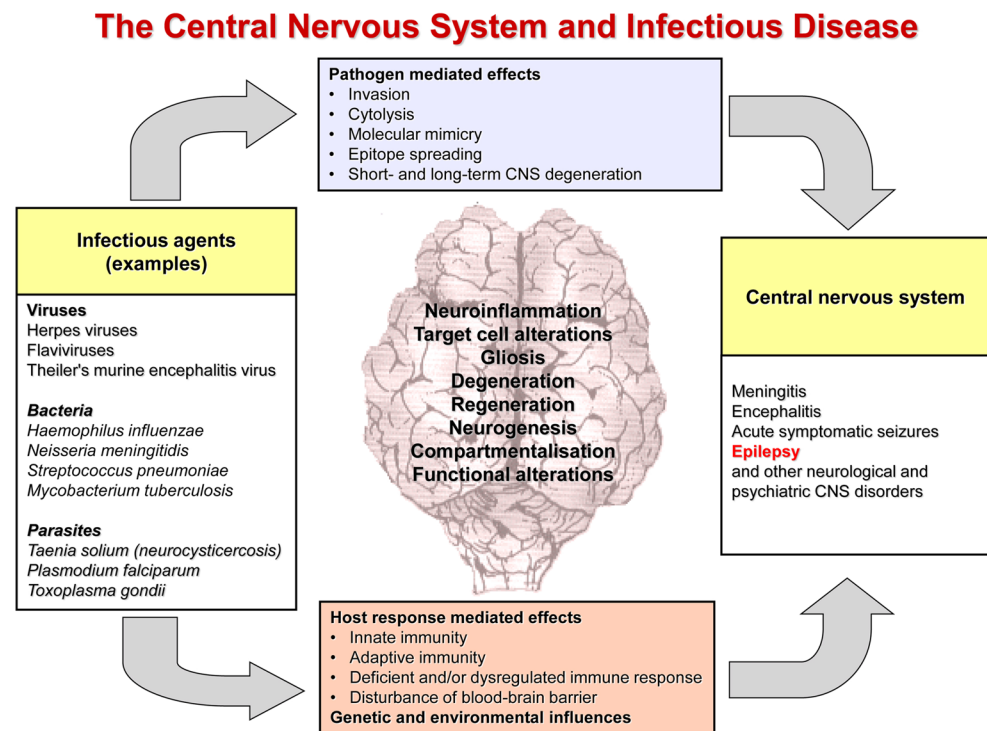 The Central Nervous System and Infectious Disease
Pathogen mediated effects
• Invasion
• Cytolysis
• Molecular mimicry
• Epitope spreading
• Short- and long-term CNS degeneration
Infectious agents
(examples)
Viruses
Herpes viruses
Flaviviruses
Theiler's murine encephalitis virus
Bacteria
Haemophilus influenzae
Neisseria meningitidis
Streptococcus pneumoniae
Mycobacterium tuberculosis
Parasites
Taenia solium (neurocysticercosis)
Plasmodium falciparum
Toxoplasma gondii
Neuroinflammation
Target cell alterations
Gliosis
Degeneration
Regeneration
Neurogenesis
Compartmentalisation
Functional alterations
Central nervous system
Meningitis
Encephalitis
Acute symptomatic seizures
Epilepsy
and other neurological and
psychiatric CNS disorders
Host response mediated effects
• Innate immunity
• Adaptive immunity
• Deficient and/or dysregulated immune response
• Disturbance of blood-brain barrier
Genetic and environmental influences